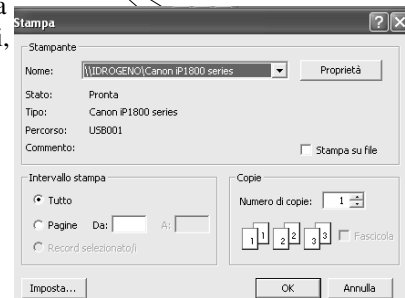 a
i,
Stampa
Stampante
Nome: \\IDROGENO\Canon iP1800 series Proprietà
Stato: Pronta
Tipo: Canon iP1800 series
Percorso: USB001
Commento: Stampa su file
Intervallo stampa
Tutto
Pagine Da: A:
Record selezionato/i
Copie
Numero di copie: 1
1 1 2 2 3 3 Fascicola
Imposta... OK Annulla